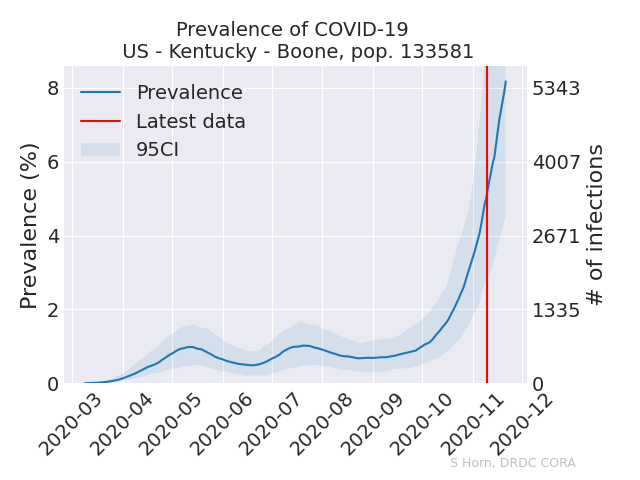 Prevalence of COVID-19
US - Kentucky - Boone, pop. 133581
Prevalence
Latest data
95CI
Prevalence (%)
8
6
4
2
0
5343
4007
2671
1335
0
# of infections
2020-03
2020-04
2020-05
2020-06
2020-07
2020-08
2020-09
2020-10
2020-11
2020-12
S Horn, DRDC CORA